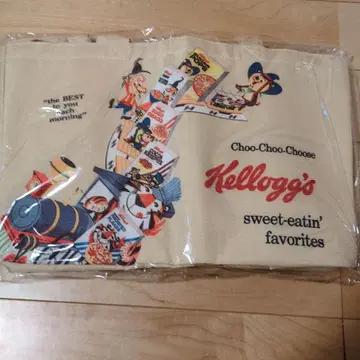 "the BEST
to you
each
morning"
Choo-Choo-Choose
Kellogg's
sweet-eatin'
favorites